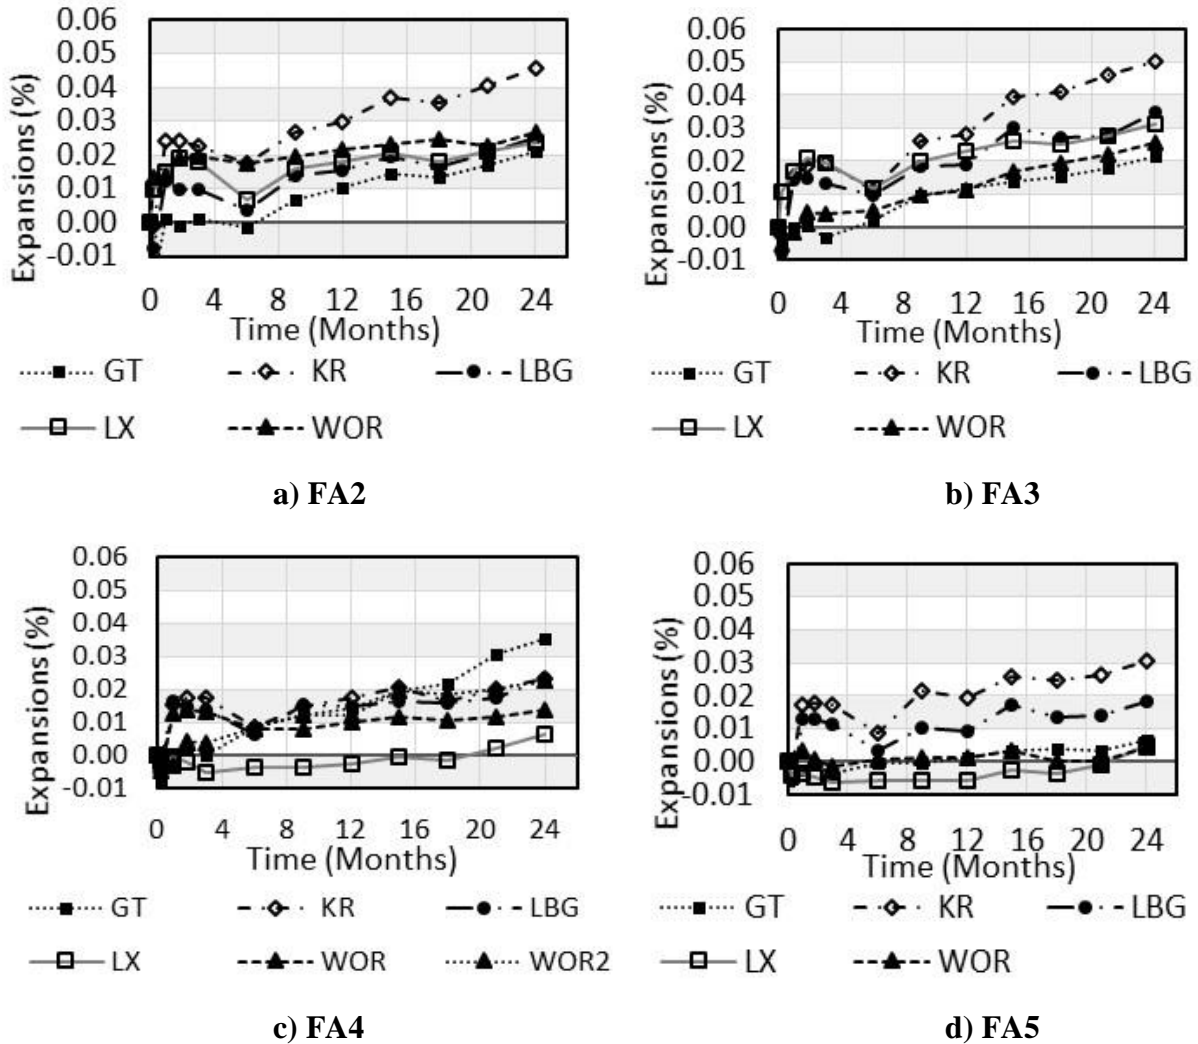 0.06
0.05
0.04
0.03
0.02
0.01
0.00
-0.01
Expansions (%)
0 4 8 12 16 20 24
Time (Months)
GT KR LBG
LX WOR
a) FA2
0.06
0.05
0.04
0.03
0.02
0.01
0.00
-0.01
Expansions (%)
0 4 8 12 16 20 24
Time (Months)
GT KR LBG
LX WOR
b) FA3
0.06
0.05
0.04
0.03
0.02
0.01
0.00
-0.01
Expansions (%)
0 4 8 12 16 20 24
Time (Months)
GT KR LBG
LX WOR WOR2
c) FA4
0.06
0.05
0.04
0.03
0.02
0.01
0.00
-0.01
Expansions (%)
0 4 8 12 16 20 24
Time (Months)
GT KR LBG
LX WOR
d) FA5